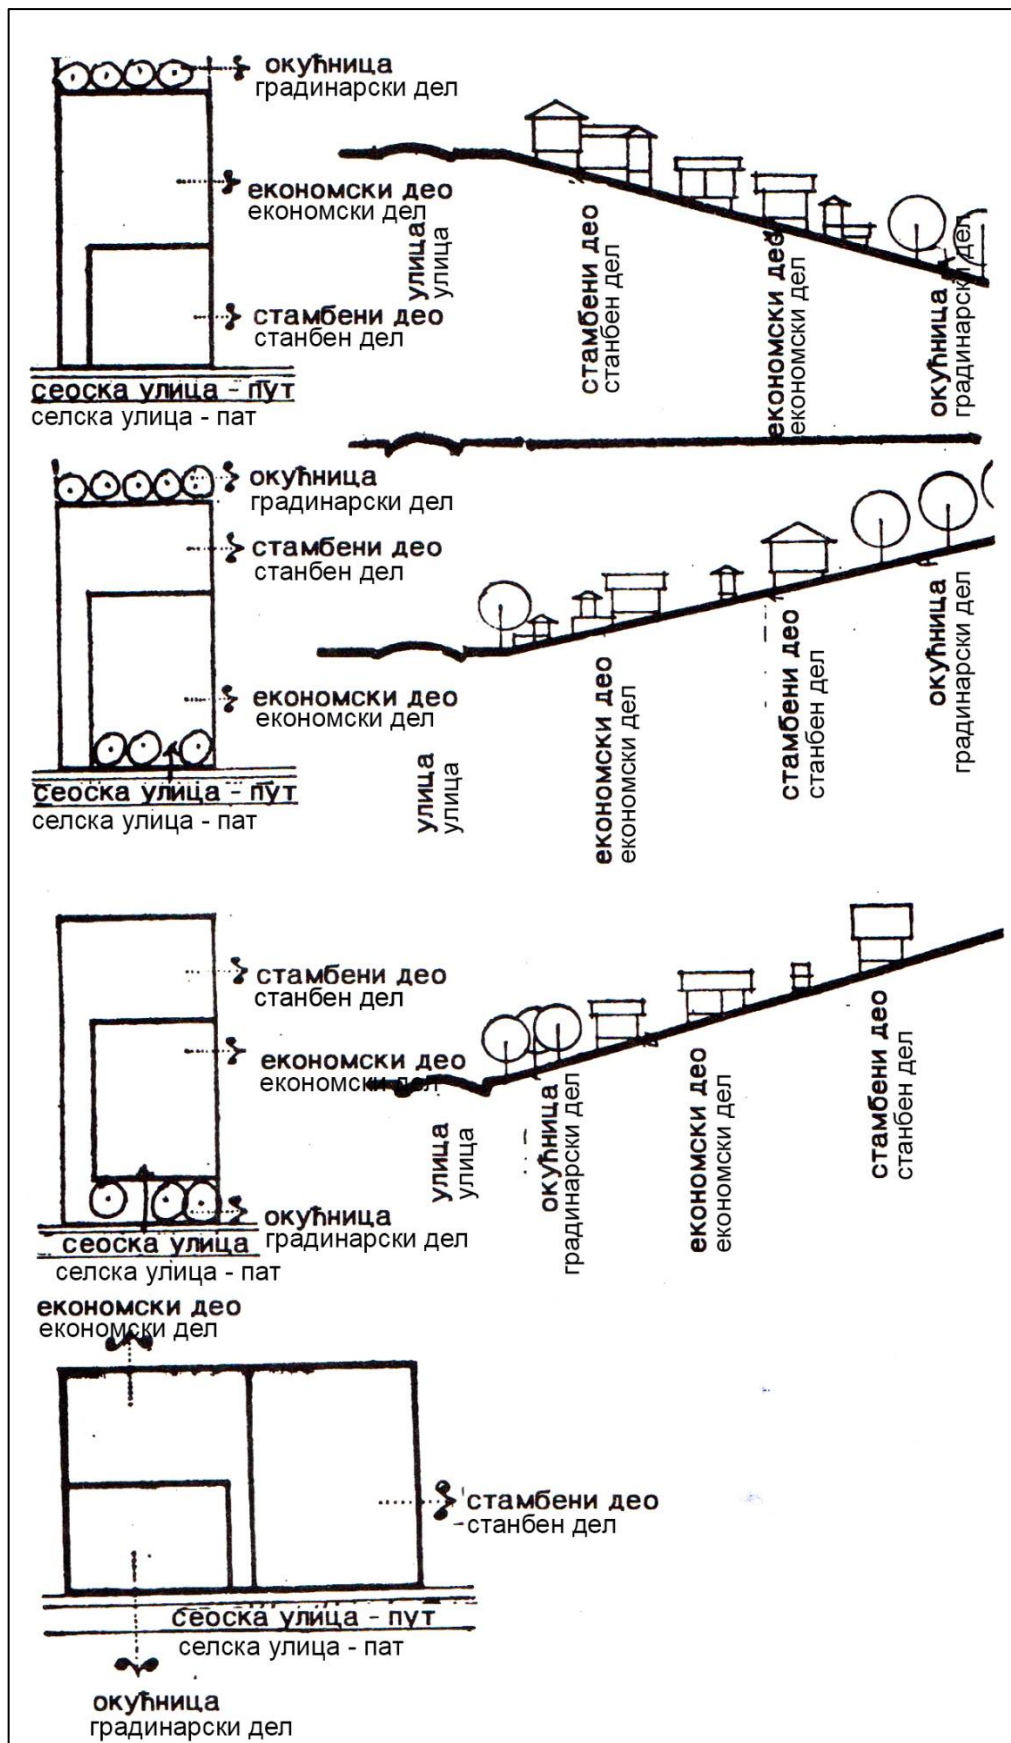 окућница
градинарски дел
економски део
економски дел
стамбени део
станбен дел
сеоска улица - пут
селска улица - пат
улица
улица
стамбени део
станбен дел
економски део
економски дел
окућница
градинарски дел
окућница
градинарски дел
стамбени део
станбен дел
економски део
економски дел
сеоска улица - пут
селска улица - пат
улица
улица
економски део
економски дел
стамбени део
станбен дел
окућница
градинарски дел
стамбени део
станбен дел
економски део
економски дел
окућница
градинарски дел
сеоска улица
селска улица - пат
улица
улица
окућница
градинарски дел
економски део
економски дел
стамбени део
станбен дел
економски део
економски дел
стамбени део
станбен дел
сеоска улица - пут
селска улица - пат
окућница
градинарски дел